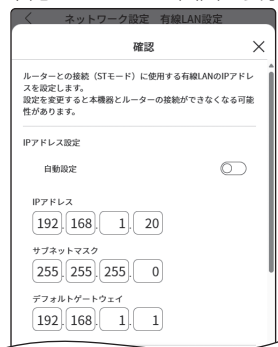 ネットワーク設定　有線LAN設定
確認
ルーターとの接続（STモード）に使用する有線LANのIPアドレ
スを設定します。
設定を変更すると本機器とルーターの接続ができなくなる可能
性があります。
IPアドレス設定
自動設定
IPアドレス
192.168.1.20
サブネットマスク
255.255.255.0
デフォルトゲートウェイ
192.168.1.1